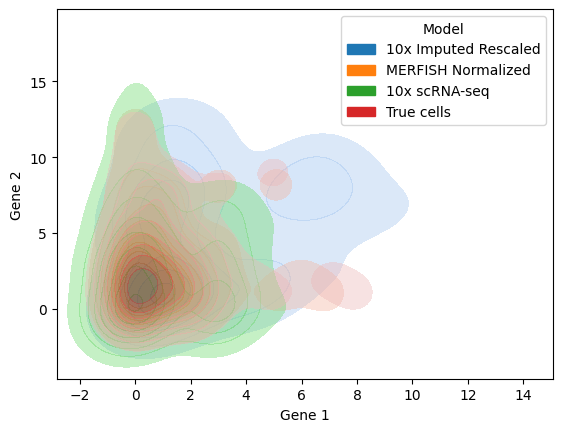 Model
10x Imputed Rescaled
MERFISH Normalized
10x scRNA-seq
True cells
15
10
5
0
Gene 2
−2 0 2 4 6 8 10 12 14
Gene 1